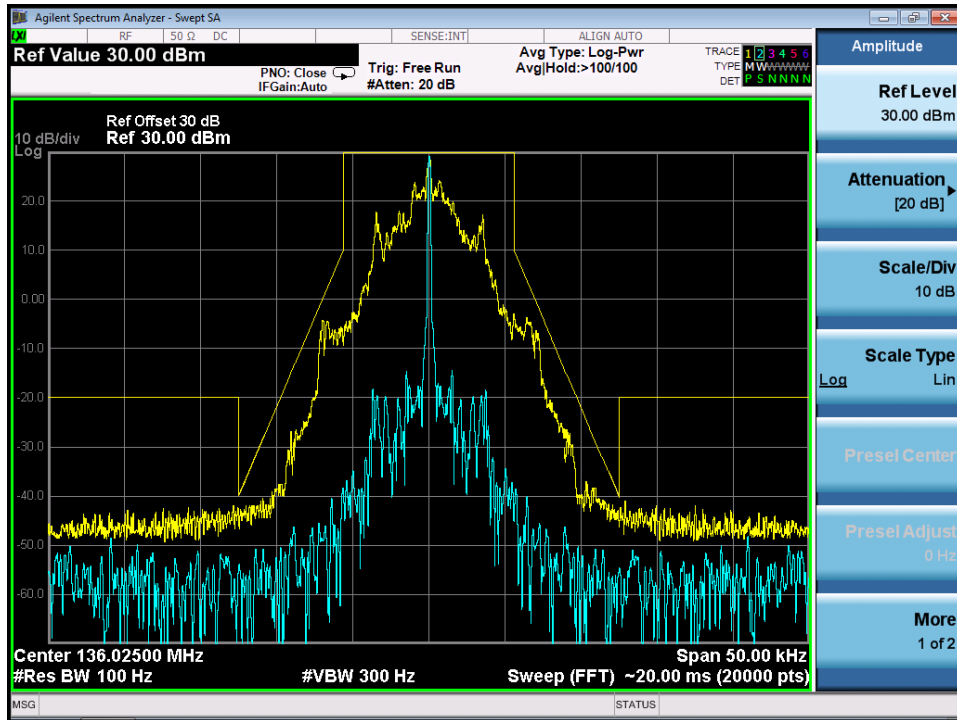 Agilent Spectrum Analyzer - Swept SA
LXI RF 50 Ω DC SENSE:INT ALIGN AUTO
Ref Value 30.00 dBm
PNO: Close
IFGain:Auto
Trig: Free Run
#Atten: 20 dB
Avg Type: Log-Pwr
Avg|Hold:>100/100
TRACE 1 2 3 4 5 6
TYPE M W W W W W
DET P S N N N N
Ref Offset 30 dB
10 dB/div Ref 30.00 dBm
Log
20.0
10.0
0.00
-10.0
-20.0
-30.0
-40.0
-50.0
-60.0
Center 136.02500 MHz Span 50.00 kHz
#Res BW 100 Hz #VBW 300 Hz Sweep (FFT) ~20.00 ms (20000 pts)
MSG STATUS
Amplitude
Ref Level
30.00 dBm
Attenuation
[20 dB]
Scale/Div
10 dB
Scale Type
Log Lin
Presel Center
Presel Adjust
0 Hz
More
1 of 2